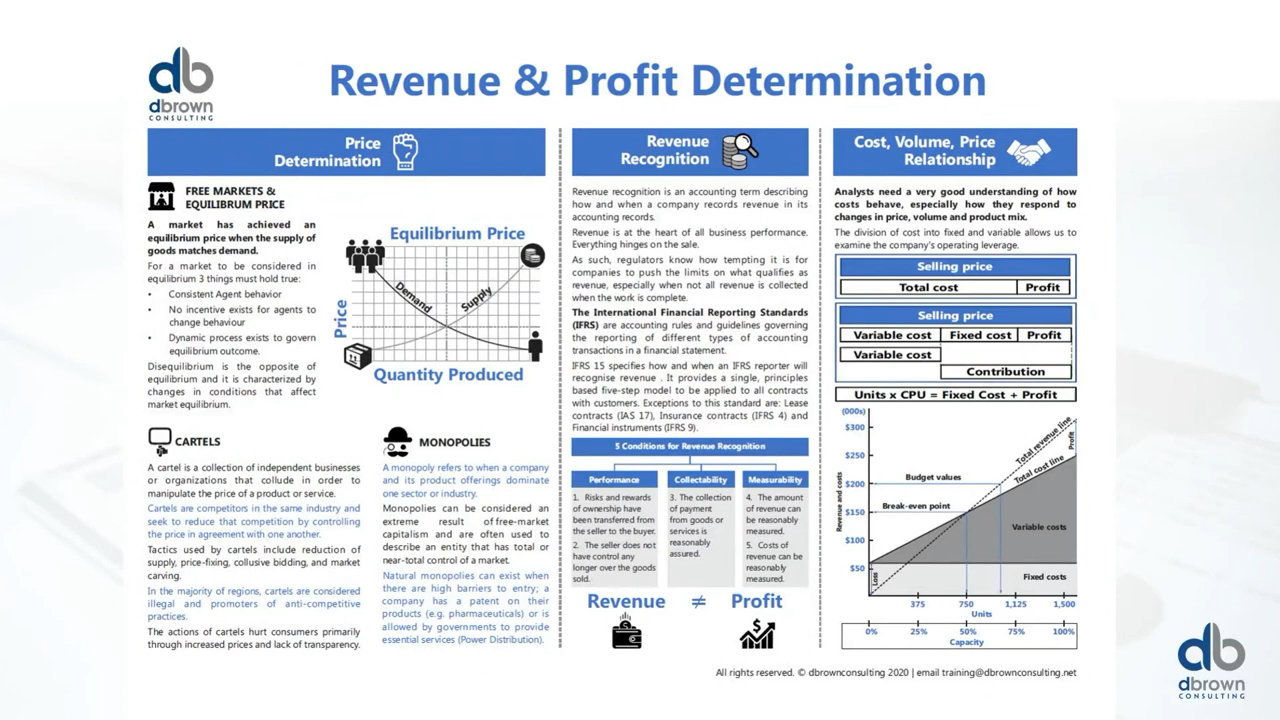 db
dbrown
CONSULTING
Revenue & Profit Determination
Price
Determination
FREE MARKETS &
EQUILIBRUM PRICE
A market has achieved an
equilibrium price when the supply of
goods matches demand.
For a market to be considered in
equilibrium 3 things must hold true:
• Consistent Agent behavior
• No incentive exists for agents to
change behaviour
• Dynamic process exists to govern
equilibrium outcome.
Disequilibrium is the opposite of
equilibrium and it is characterized by
changes in conditions that affect
market equilibrium.
Equilibrium Price
Price
Demand
Supply
Quantity Produced
CARTELS
A cartel is a collection of independent businesses
or organizations that collude in order to
manipulate the price of a product or service.
Cartels are competitors in the same industry and
seek to reduce that competition by controlling
the price in agreement with one another.
Tactics used by cartels include reduction of
supply, price-fixing, collusive bidding, and market
carving.
In the majority of regions, cartels are considered
illegal and promoters of anti-competitive
practices.
The actions of cartels hurt consumers primarily
through increased prices and lack of transparency.
MONOPOLIES
A monopoly refers to when a company
and its product offerings dominate
one sector or industry.
Monopolies can be considered an
extreme result of free-market
capitalism and are often used to
describe an entity that has total or
near-total control of a market.
Natural monopolies can exist when
there are high barriers to entry; a
company has a patent on their
products (e.g. pharmaceuticals) or is
allowed by governments to provide
essential services (Power Distribution).
Revenue
Recognition
Revenue recognition is an accounting term describing
how and when a company records revenue in its
accounting records.
Revenue is at the heart of all business performance.
Everything hinges on the sale.
As such, regulators know how tempting it is for
companies to push the limits on what qualifies as
revenue, especially when not all revenue is collected
when the work is complete.
The International Financial Reporting Standards
(IFRS) are accounting rules and guidelines governing
the reporting of different types of accounting
transactions in a financial statement.
IFRS 15 specifies how and when an IFRS reporter will
recognise revenue . It provides a single, principles
based five-step model to be applied to all contracts
with customers. Exceptions to this standard are: Lease
contracts (IAS 17), Insurance contracts (IFRS 4) and
Financial instruments (IFRS 9).
5 Conditions for Revenue Recognition
Performance
1. Risks and rewards
of ownership have
been transferred from
the seller to the buyer.
2. The seller does not
have control any
longer over the goods
sold.
Collectability
3. The collection
of payment
from goods or
services is
reasonably
assured.
Measurability
4. The amount
of revenue can
be reasonably
measured.
5. Costs of
revenue can be
reasonably
measured.
Revenue ≠ Profit
Cost, Volume, Price
Relationship
Analysts need a very good understanding of how
costs behave, especially how they respond to
changes in price, volume and product mix.
The division of cost into fixed and variable allows us to
examine the company's operating leverage.
Selling price
Total cost Profit
Selling price
Variable cost Fixed cost Profit
Variable cost
Contribution
Units x CPU = Fixed Cost + Profit
(000s)
$300
$250
$200
$150
$100
$50
Revenue and costs
Total revenue line
Total cost line
Profit
Budget values
Break-even point
Variable costs
Fixed costs
Loss
375 750 1,125 1,500
Units
0% 25% 50% 75% 100%
Capacity
All rights reserved. © dbrownconsulting 2020 | email training@dbrownconsulting.net
db
dbrown
CONSULTING